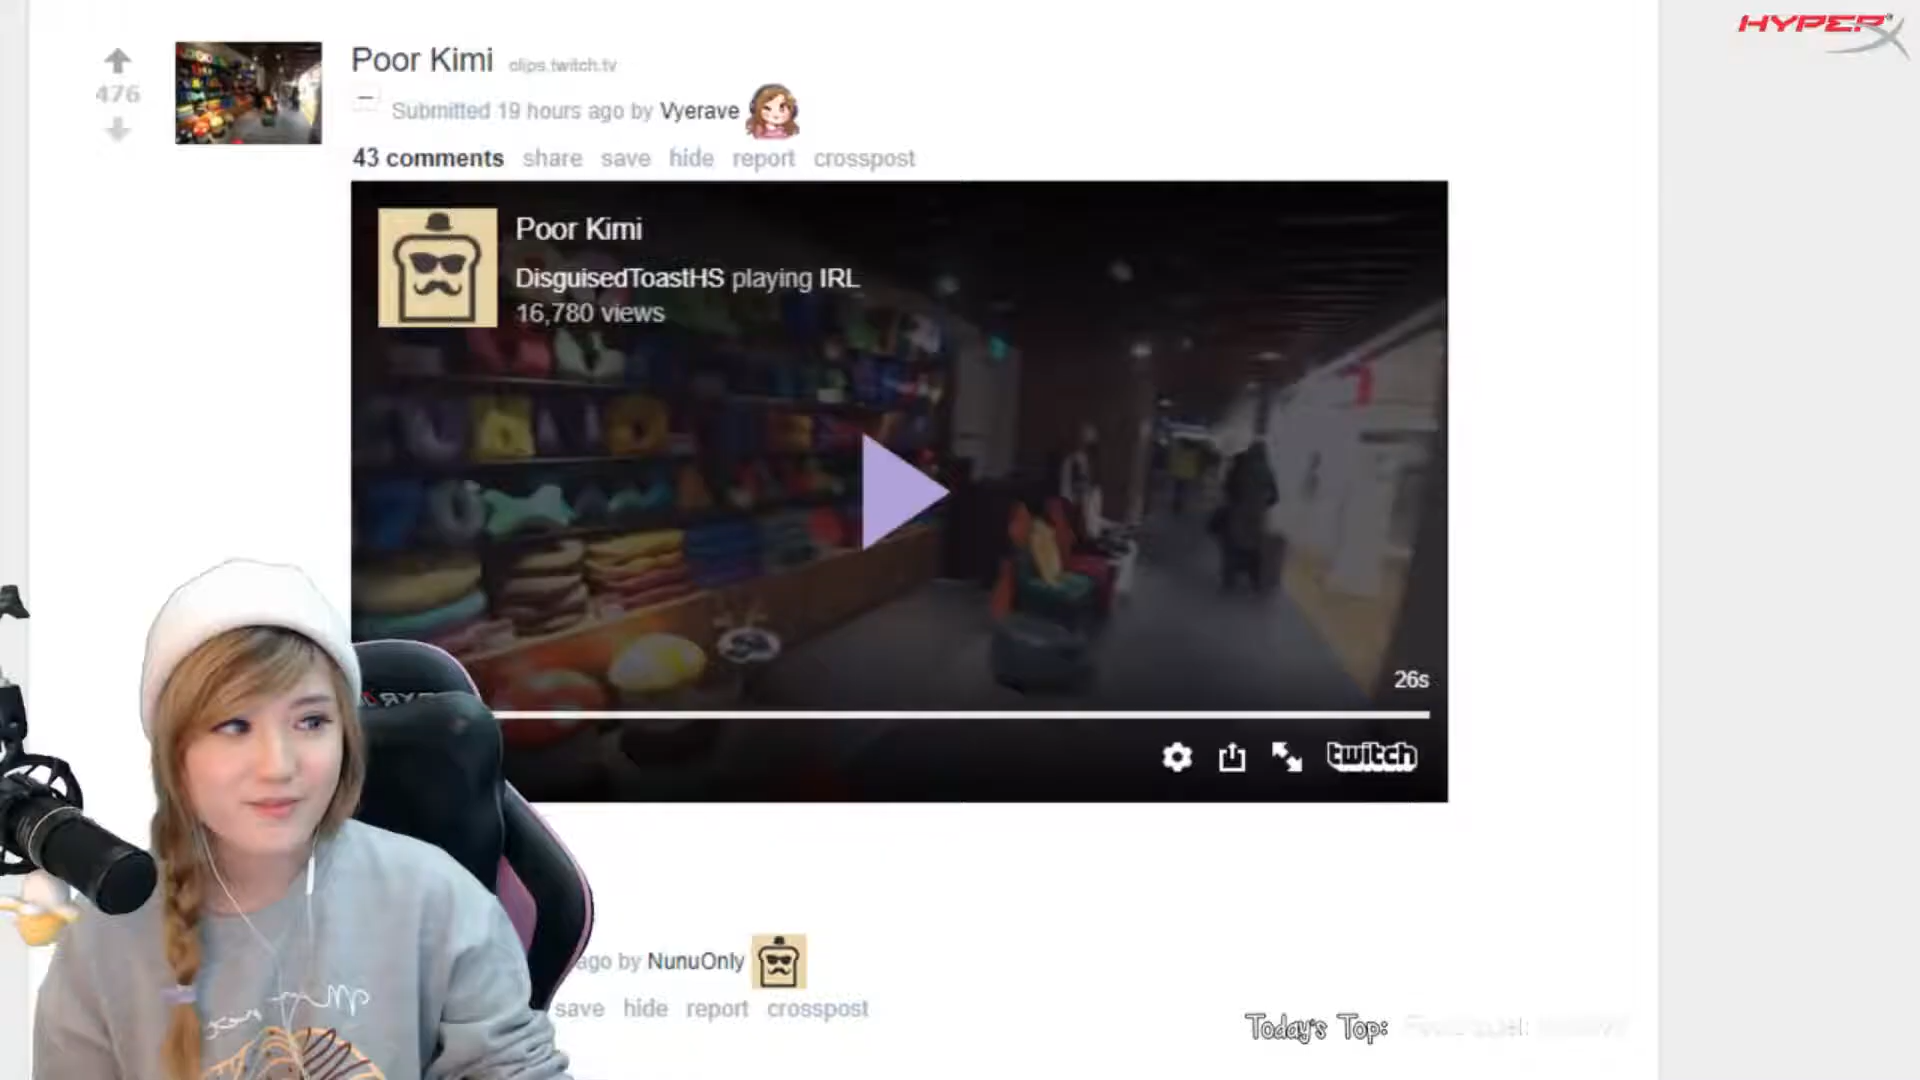 HYPERX
Poor Kimi clips.twitch.tv
476
Submitted 19 hours ago by Vyerave
43 comments share save hide report crosspost
Poor Kimi
DisguisedToastHS playing IRL
16,780 views
26s
twitch
ago by NunuOnly
save hide report crosspost
Today's Top: